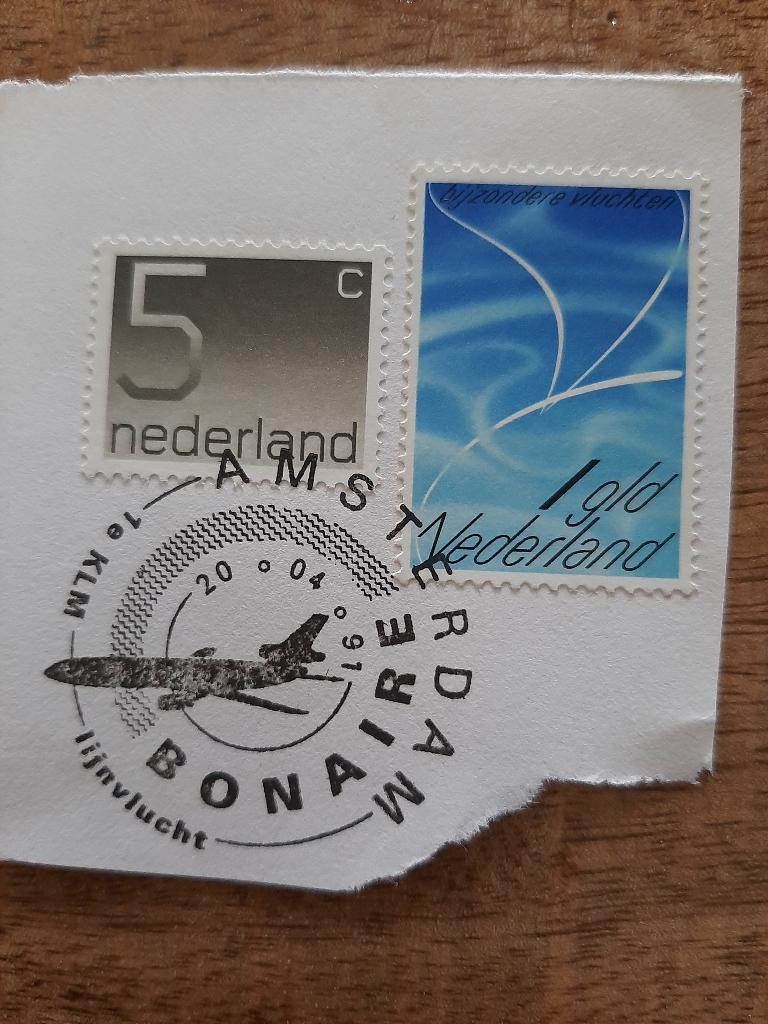 5 c
nederland
bijzondere vluchten
1 gld
Nederland
AMSTERDAM
1e KLM
lijnvlucht
20 04 91
BONAIRE